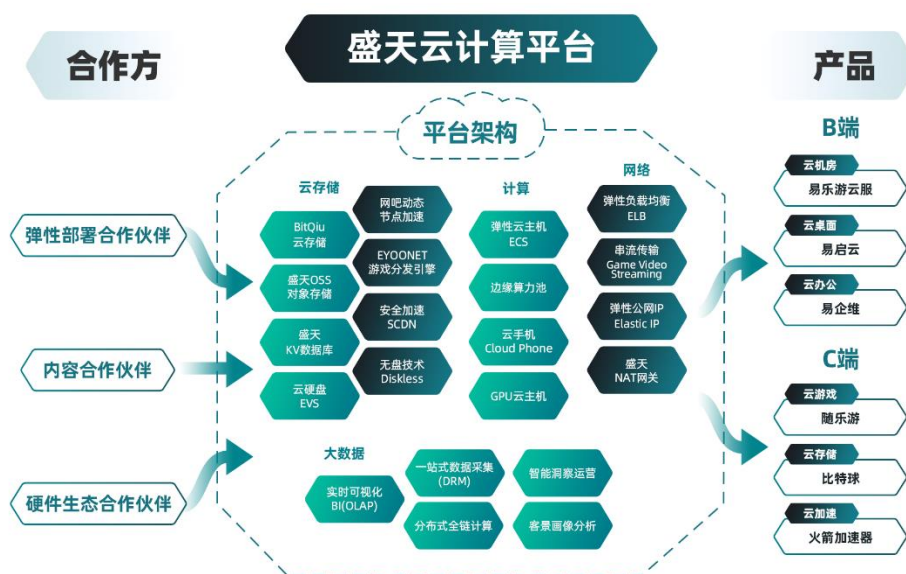 盛天云计算平台
合作方
弹性部署合作伙伴
内容合作伙伴
硬件生态合作伙伴
平台架构
云存储
BitQiu
云存储
盛天OSS
对象存储
盛天
KV数据库
云硬盘
EVS
网吧动态
节点加速
EYOONET
游戏分发引擎
安全加速
SCDN
无盘技术
Diskless
计算
弹性云主机
ECS
边缘算力池
云手机
Cloud Phone
GPU云主机
网络
弹性负载均衡
ELB
串流传输
Game Video
Streaming
弹性公网IP
Elastic IP
盛天
NAT网关
大数据
实时可视化
BI(OLAP)
一站式数据采集
(DRM)
分布式全链计算
智能洞察运营
客景画像分析
产品
B端
云机房
易乐游云服
云桌面
易启云
云办公
易企维
C端
云游戏
随乐游
云存储
比特球
云加速
火箭加速器